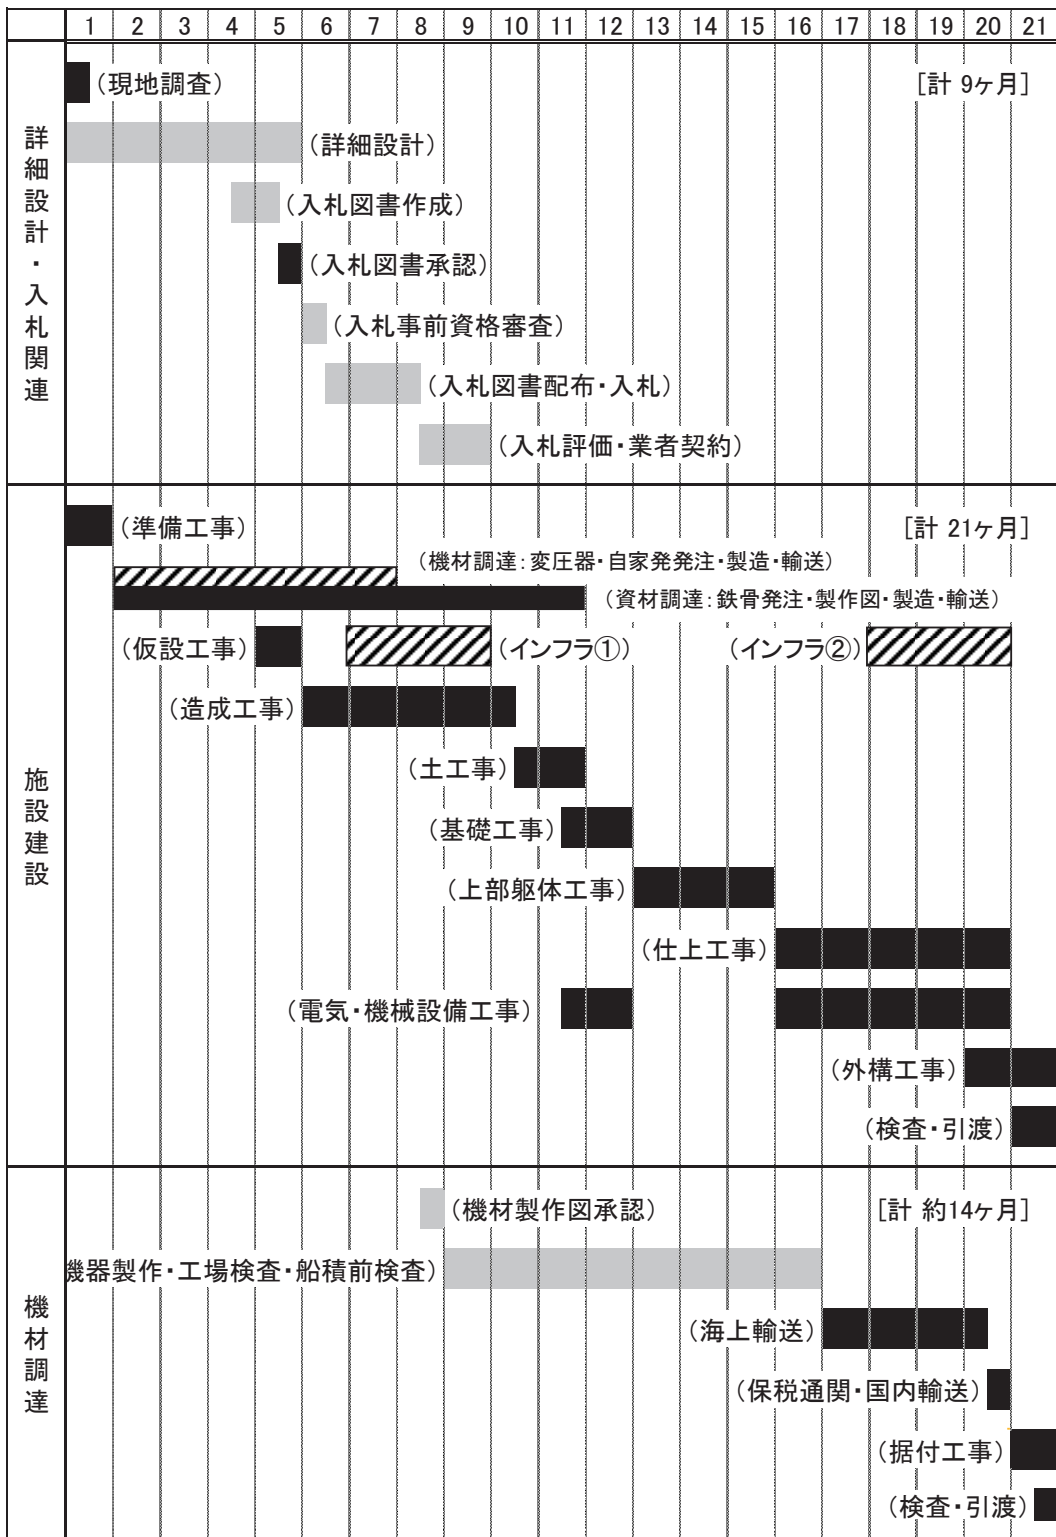 1 2 3 4 5 6 7 8 9 10 11 12 13 14 15 16 17 18 19 20 21
詳細設計・入札関連
(現地調査) [計 9ヶ月]
(詳細設計)
(入札図書作成)
(入札図書承認)
(入札事前資格審査)
(入札図書配布・入札)
(入札評価・業者契約)
施設建設
(準備工事) [計 21ヶ月]
(機材調達:変圧器・自家発発注・製造・輸送)
(資材調達:鉄骨発注・製作図・製造・輸送)
(仮設工事) (インフラ①) (インフラ②)
(造成工事)
(土工事)
(基礎工事)
(上部躯体工事)
(仕上工事)
(電気・機械設備工事)
(外構工事)
(検査・引渡)
機材調達
(機材製作図承認) [計 約14ヶ月]
機器製作・工場検査・船積前検査)
(海上輸送)
(保税通関・国内輸送)
(据付工事)
(検査・引渡)